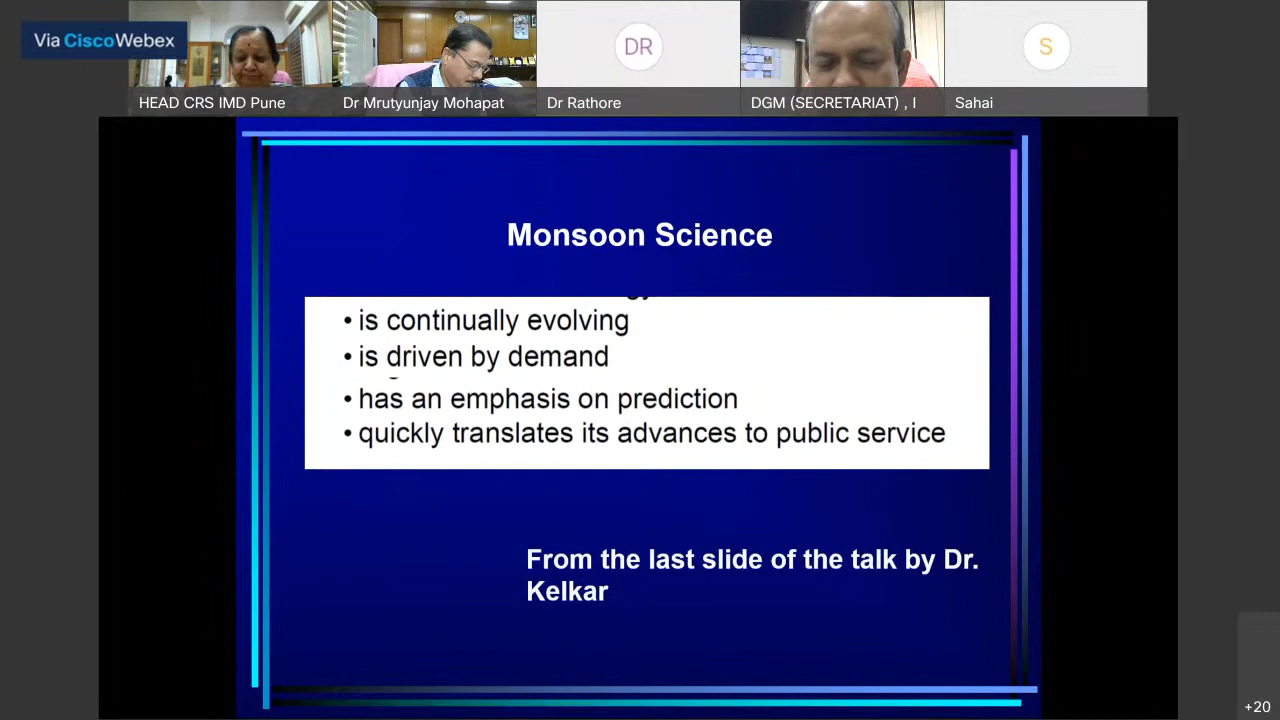 Via Cisco Webex
HEAD CRS IMD Pune
Dr Mrutyunjay Mohapat
DR
Dr Rathore
DGM (SECRETARIAT) , I
S
Sahai
Monsoon Science
• is continually evolving
• is driven by demand
• has an emphasis on prediction
• quickly translates its advances to public service
From the last slide of the talk by Dr.
Kelkar
+20